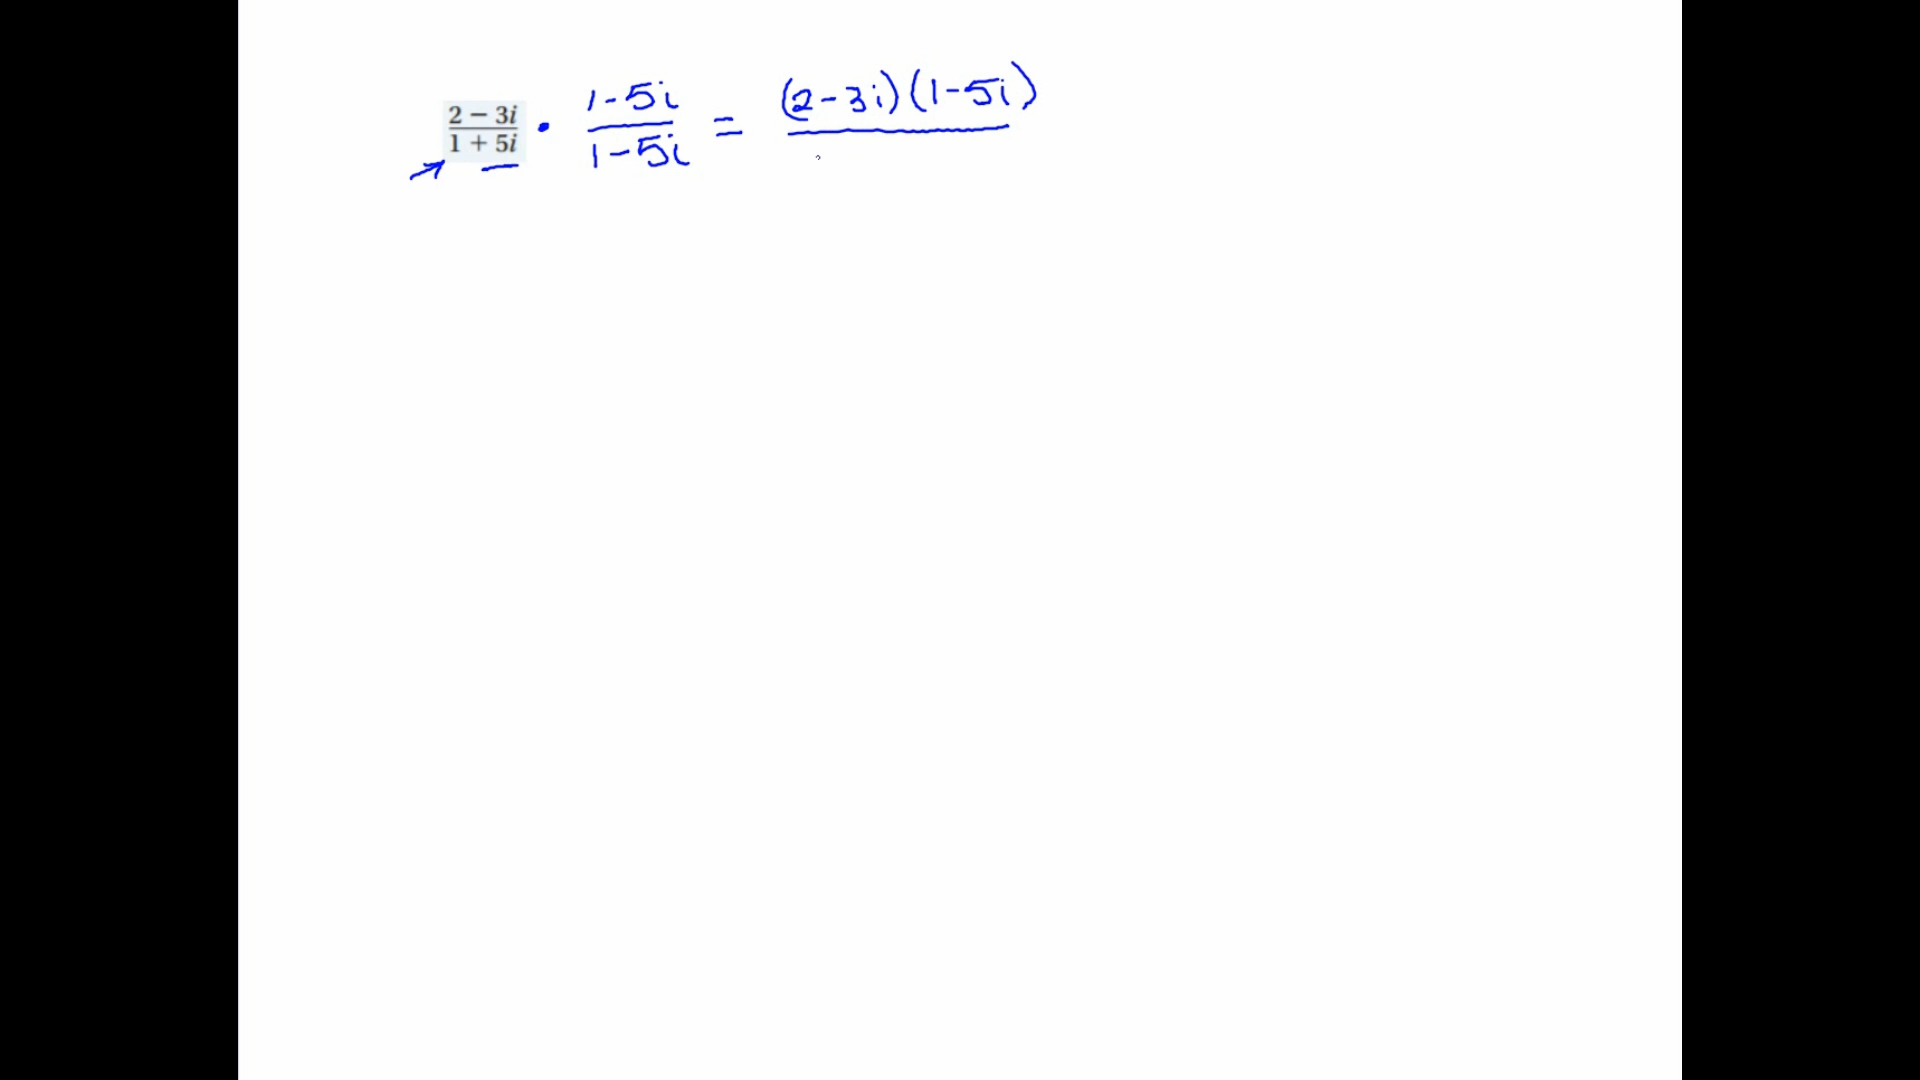 2 − 3i / 1 + 5i · 1-5i / 1-5i = (2-3i)(1-5i)